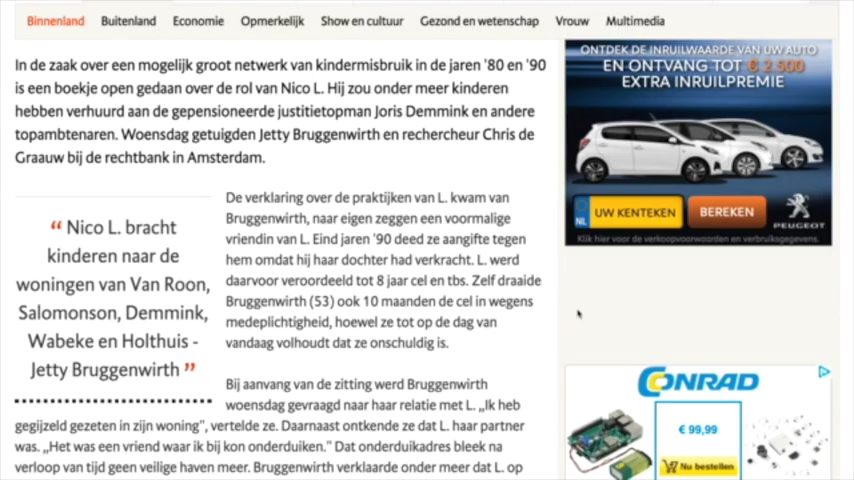 Binnenland Buitenland Economie Opmerkelijk Show en cultuur Gezond en wetenschap Vrouw Multimedia
In de zaak over een mogelijk groot netwerk van kindermisbruik in de jaren '80 en '90
is een boekje open gedaan over de rol van Nico L. Hij zou onder meer kinderen
hebben verhuurd aan de gepensioneerde justitietopman Joris Demmink en andere
topambtenaren. Woensdag getuigden Jetty Bruggenwirth en rechercheur Chris de
Graauw bij de rechtbank in Amsterdam.
“ Nico L. bracht
kinderen naar de
woningen van Van Roon,
Salomonson, Demmink,
Wabeke en Holthuis -
Jetty Bruggenwirth ”
De verklaring over de praktijken van L. kwam van
Bruggenwirth, naar eigen zeggen een voormalige
vriendin van L. Eind jaren '90 deed ze aangifte tegen
hem omdat hij haar dochter had verkracht. L. werd
daarvoor veroordeeld tot 8 jaar cel en tbs. Zelf draaide
Bruggenwirth (53) ook 10 maanden de cel in wegens
medeplichtigheid, hoewel ze tot op de dag van
vandaag volhoudt dat ze onschuldig is.
Bij aanvang van de zitting werd Bruggenwirth
woensdag gevraagd naar haar relatie met L. „Ik heb
gegijzeld gezeten in zijn woning", vertelde ze. Daarnaast ontkende ze dat L. haar partner
was. „Het was een vriend waar ik bij kon onderduiken." Dat onderduikadres bleek na
verloop van tijd geen veilige haven meer. Bruggenwirth verklaarde onder meer dat L. op
ONTDEK DE INRUILWAARDE VAN UW AUTO
EN ONTVANG TOT € 2.500
EXTRA INRUILPREMIE
NL UW KENTEKEN BEREKEN
PEUGEOT
Klik hier voor de verkoopvoorwaarden en verbruiksgegevens.
CONRAD
€ 99,99
Nu bestellen